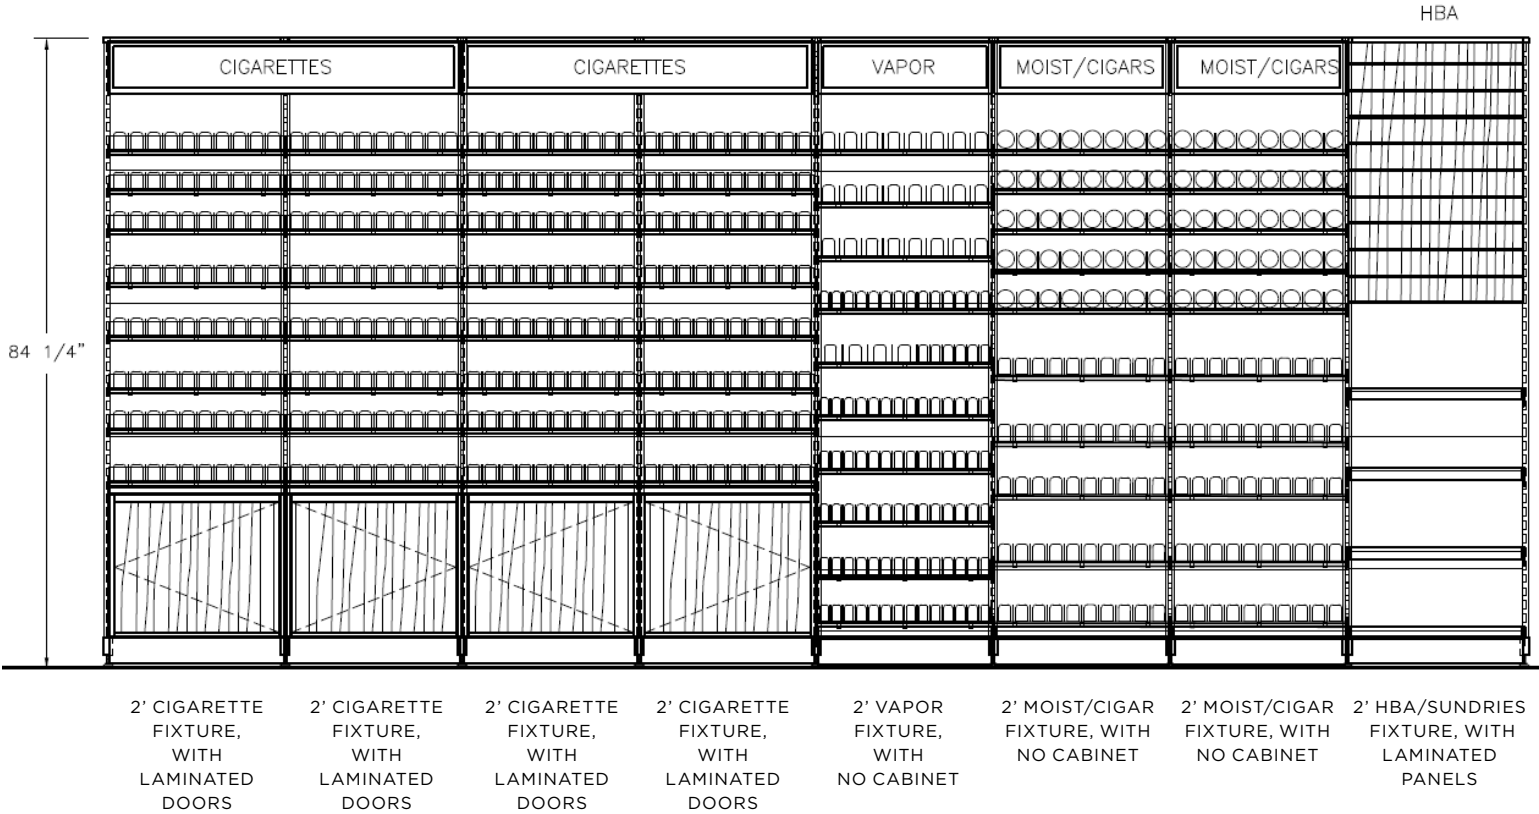 HBA
CIGARETTES
CIGARETTES
VAPOR
MOIST/CIGARS
MOIST/CIGARS
84 1/4"
2’ CIGARETTE
FIXTURE,
WITH
LAMINATED
DOORS
2’ CIGARETTE
FIXTURE,
WITH
LAMINATED
DOORS
2’ CIGARETTE
FIXTURE,
WITH
LAMINATED
DOORS
2’ CIGARETTE
FIXTURE,
WITH
LAMINATED
DOORS
2’ VAPOR
FIXTURE,
WITH
NO CABINET
2’ MOIST/CIGAR
FIXTURE, WITH
NO CABINET
2’ MOIST/CIGAR
FIXTURE, WITH
NO CABINET
2’ HBA/SUNDRIES
FIXTURE, WITH
LAMINATED
PANELS